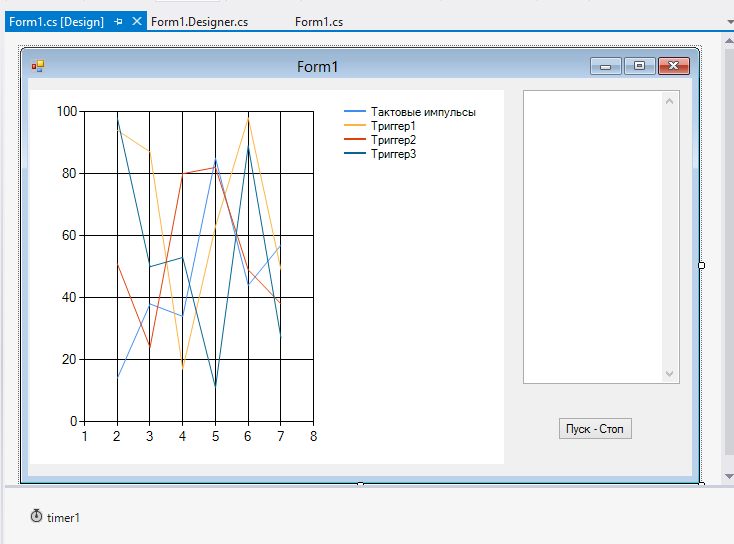 Form1.cs [Design]
Form1.Designer.cs
Form1.cs
Form1
100
80
60
40
20
0
1 2 3 4 5 6 7 8
Тактовые импульсы
Триггер1
Триггер2
Триггер3
Пуск - Стоп
timer1